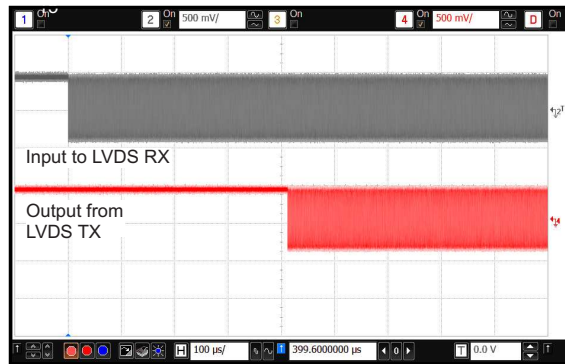 1 On 2 On 500 mV/ 3 On 4 On 500 mV/ D On
Input to LVDS RX
Output from
LVDS TX
H 100 µs/ 399.6000000 µs 0 T 0.0 V